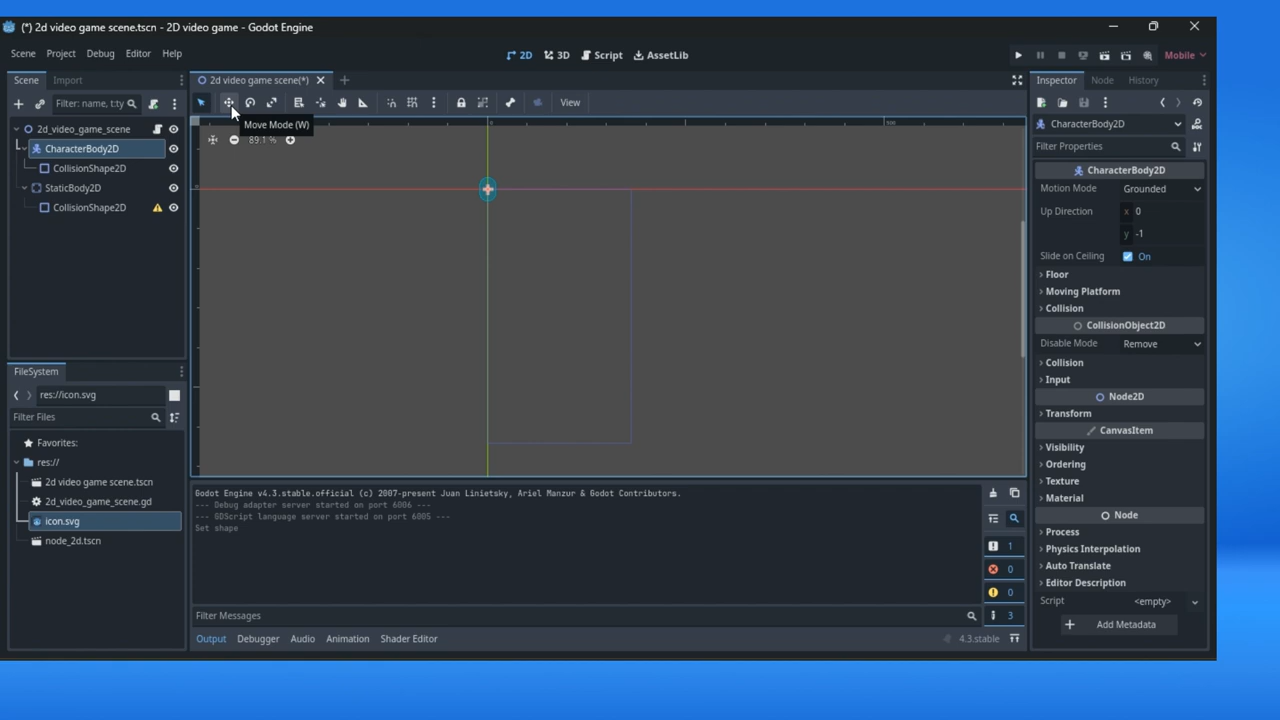 (*) 2d video game scene.tscn - 2D video game - Godot Engine
Scene Project Debug Editor Help
2D 3D Script AssetLib
Mobile
Scene Import
2d video game scene(*)
Inspector Node History
Filter: name, t:ty
View
Move Mode (W)
89.1 %
0
500
2d_video_game_scene
CharacterBody2D
CollisionShape2D
StaticBody2D
CollisionShape2D
FileSystem
res://icon.svg
Filter Files
Favorites:
res://
2d video game scene.tscn
2d_video_game_scene.gd
icon.svg
node_2d.tscn
Godot Engine v4.3.stable.official (c) 2007-present Juan Linietsky, Ariel Manzur & Godot Contributors.
--- Debug adapter server started on port 6006 ---
--- GDScript language server started on port 6005 ---
Set shape
1
0
0
3
Filter Messages
Output Debugger Audio Animation Shader Editor
4.3.stable
CharacterBody2D
Filter Properties
CharacterBody2D
Motion Mode Grounded
Up Direction x 0
y -1
Slide on Ceiling On
Floor
Moving Platform
Collision
CollisionObject2D
Disable Mode Remove
Collision
Input
Node2D
Transform
CanvasItem
Visibility
Ordering
Texture
Material
Node
Process
Physics Interpolation
Auto Translate
Editor Description
Script <empty>
Add Metadata